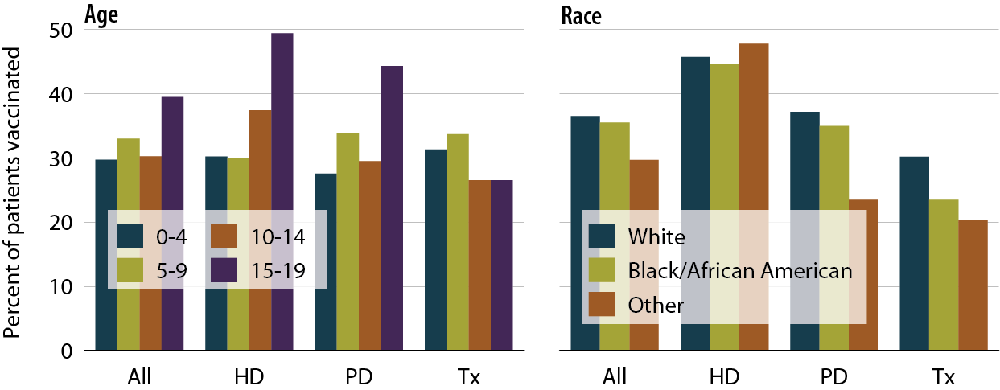 Age
Percent of patients vaccinated
50
40
30
20
10
0
0-4
5-9
10-14
15-19
All HD PD Tx
Race
White
Black/African American
Other
All HD PD Tx